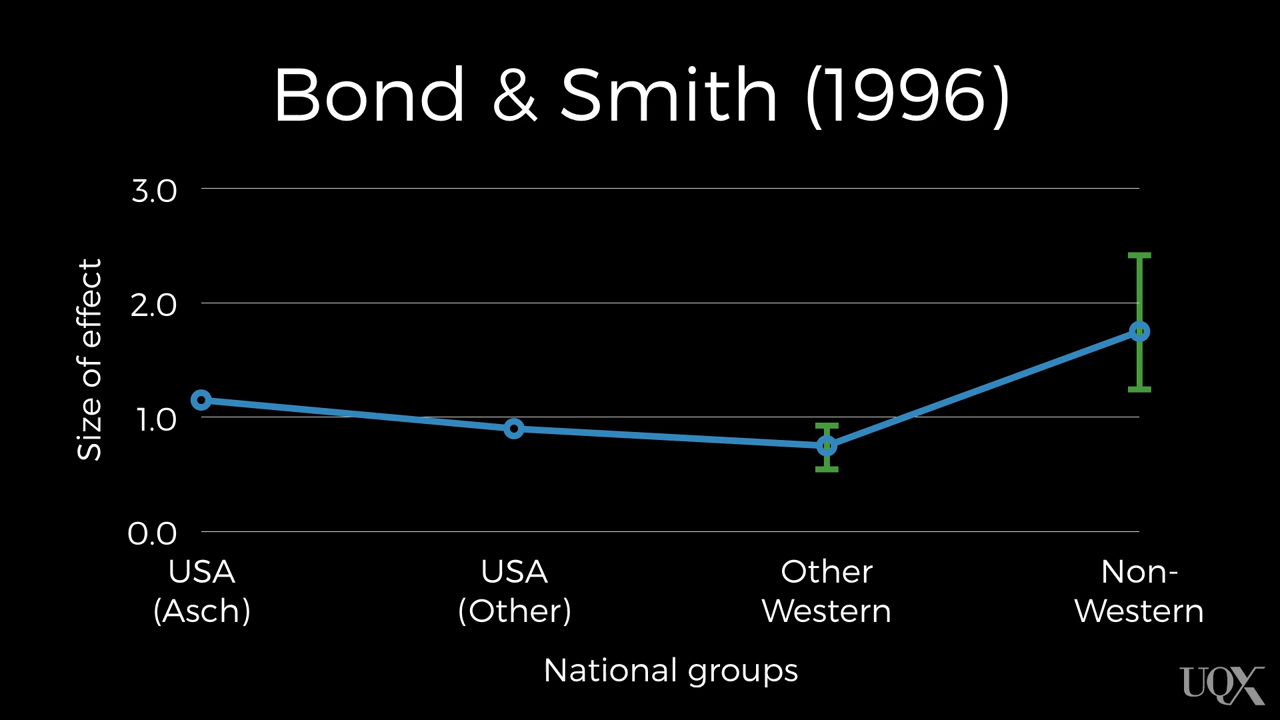 Bond & Smith (1996)
3.0
2.0
1.0
0.0
Size of effect
USA
(Asch)
USA
(Other)
Other
Western
Non-
Western
National groups
UQX